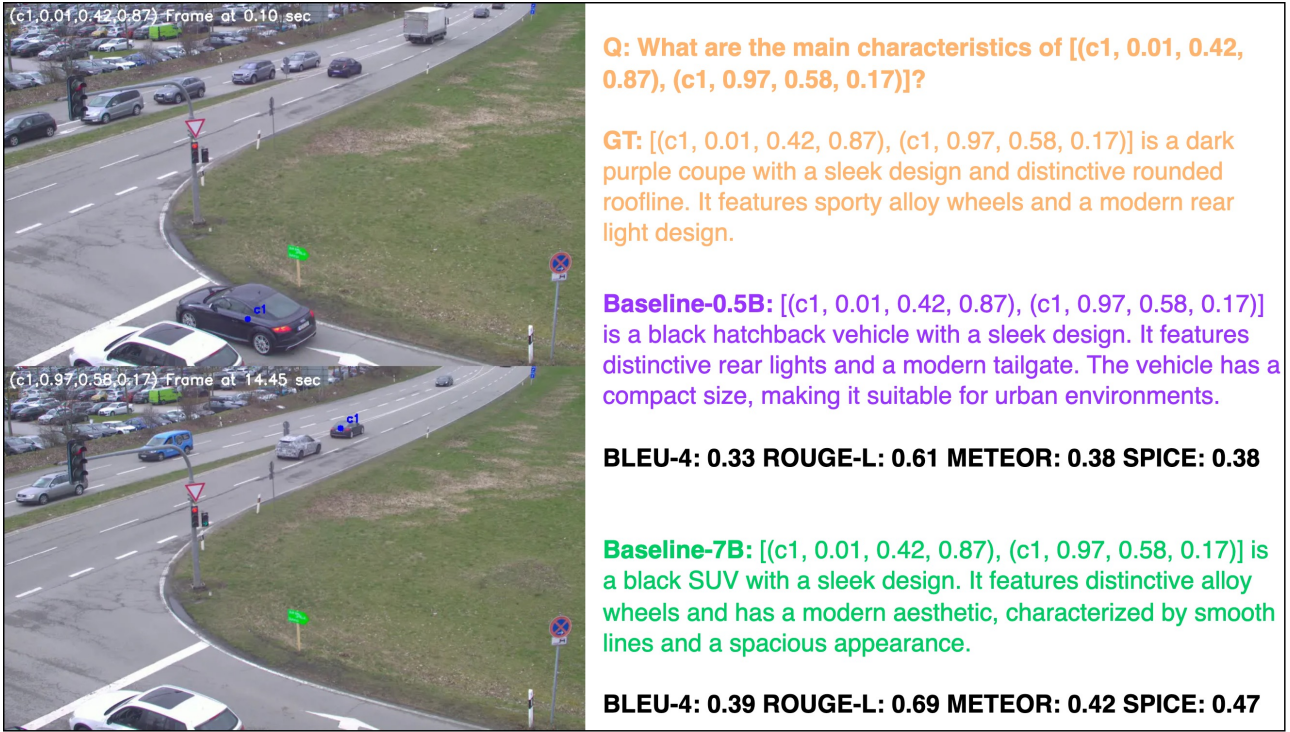 (c1,0.01,0.42,0.87) Frame at 0.10 sec
c1
(c1,0.97,0.58,0.17) Frame at 14.45 sec
c1
Q: What are the main characteristics of [(c1, 0.01, 0.42,
0.87), (c1, 0.97, 0.58, 0.17)]?
GT: [(c1, 0.01, 0.42, 0.87), (c1, 0.97, 0.58, 0.17)] is a dark
purple coupe with a sleek design and distinctive rounded
roofline. It features sporty alloy wheels and a modern rear
light design.
Baseline-0.5B: [(c1, 0.01, 0.42, 0.87), (c1, 0.97, 0.58, 0.17)]
is a black hatchback vehicle with a sleek design. It features
distinctive rear lights and a modern tailgate. The vehicle has a
compact size, making it suitable for urban environments.
BLEU-4: 0.33 ROUGE-L: 0.61 METEOR: 0.38 SPICE: 0.38
Baseline-7B: [(c1, 0.01, 0.42, 0.87), (c1, 0.97, 0.58, 0.17)] is
a black SUV with a sleek design. It features distinctive alloy
wheels and has a modern aesthetic, characterized by smooth
lines and a spacious appearance.
BLEU-4: 0.39 ROUGE-L: 0.69 METEOR: 0.42 SPICE: 0.47